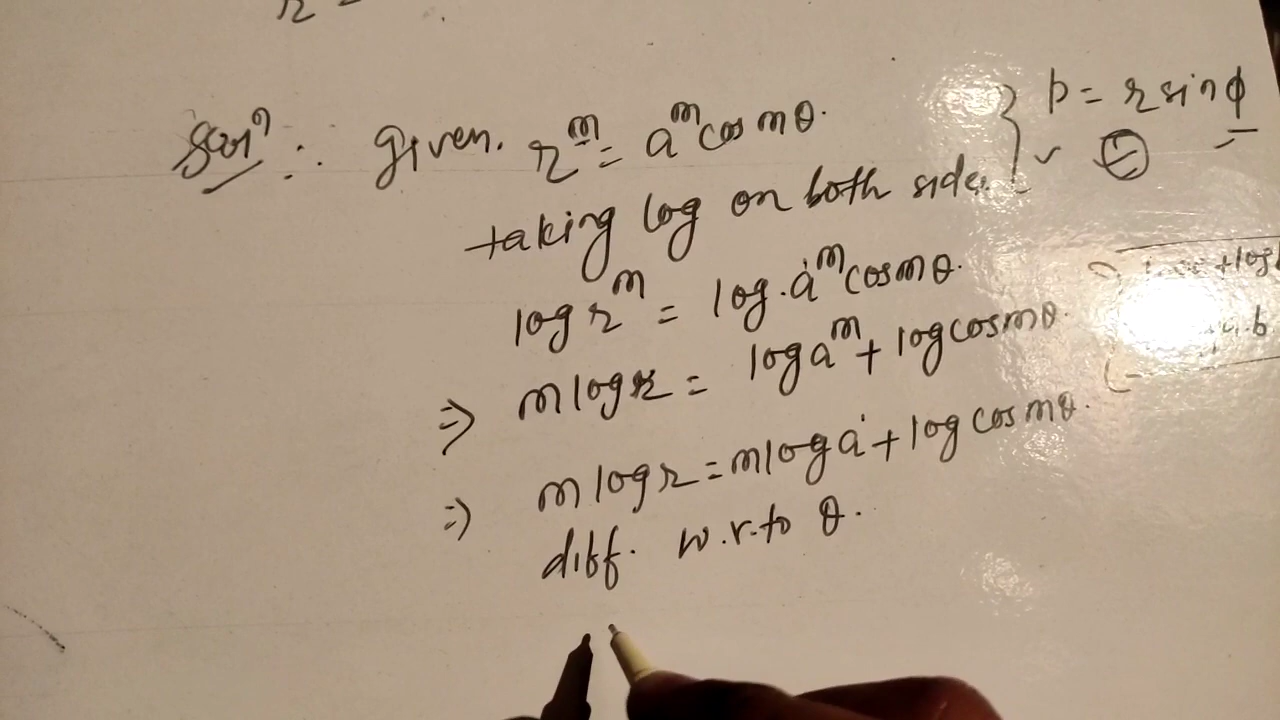 r =
Solⁿ :. given. r^m = a^m cos mθ. } p = r sin φ
taking log on both side.
log r^m = log. a^m cos mθ.
=> m log r = log a^m + log cos mθ.
=> m log r = m log a + log cos mθ.
diff. w.r.to θ.